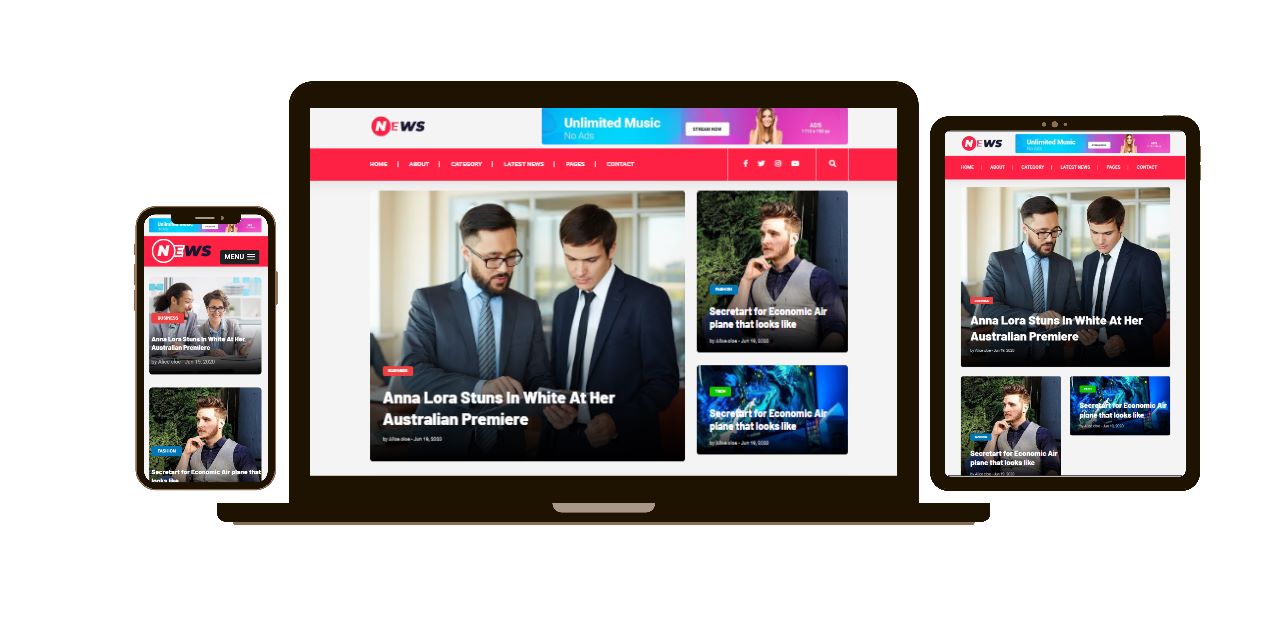 Unlimited Music
NEWS
MENU
BUSINESS
Anna Lora Stuns In White At Her
Australian Premiere
by Alice cloe - Jun 19, 2020
FASHION
Secretart for Economic Air plane that
looks like
NEWS
Unlimited Music
No Ads
STREAM NOW
ADS
HOME | ABOUT | CATEGORY | LATEST NEWS | PAGES | CONTACT
BUSINESS
Anna Lora Stuns In White At Her
Australian Premiere
by Alice cloe - Jun 19, 2020
FASHION
Secretart for Economic Air
plane that looks like
by Alice cloe - Jun 19, 2020
TECH
Secretart for Economic Air
plane that looks like
by Alice cloe - Jun 19, 2020
NEWS
Unlimited Music
No Ads
HOME | ABOUT | CATEGORY | LATEST NEWS | PAGES | CONTACT
BUSINESS
Anna Lora Stuns In White At Her
Australian Premiere
by Alice cloe - Jun 19, 2020
FASHION
Secretart for Economic Air
plane that looks like
by Alice cloe - Jun 19, 2020
TECH
Secretart for Economic Air
plane that looks like
by Alice cloe - Jun 19, 2020